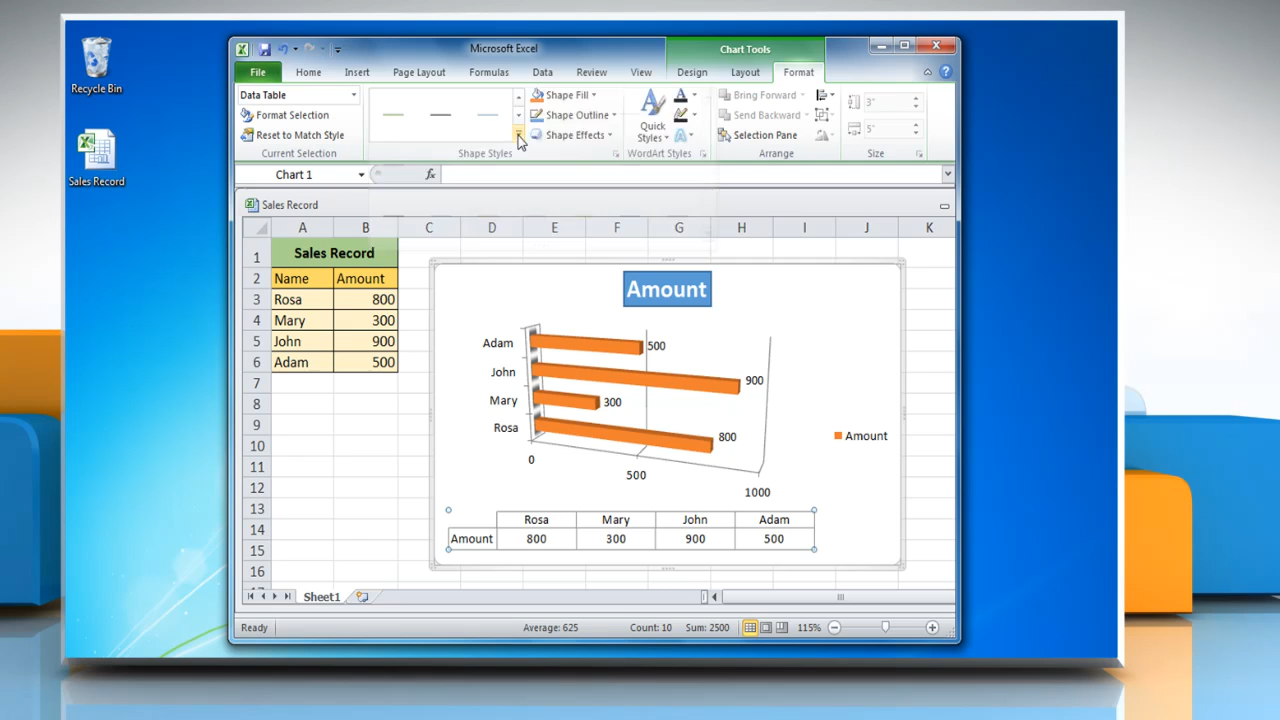 Recycle Bin
Sales Record
Microsoft Excel
Chart Tools
File Home Insert Page Layout Formulas Data Review View Design Layout Format
Data Table
Format Selection
Reset to Match Style
Current Selection
Shape Fill
Shape Outline
Shape Effects
Shape Styles
Quick
Styles
WordArt Styles
Bring Forward
Send Backward
Selection Pane
Arrange
3"
5"
Size
Chart 1 fx
Sales Record
A B C D E F G H I J K
1 Sales Record
2 Name Amount
3 Rosa 800
4 Mary 300
5 John 900
6 Adam 500
7
8
9
10
11
12
13
14
15
16
Amount
Adam 500
John 900
Mary 300
Rosa 800
0
500
1000
Amount
Rosa Mary John Adam
Amount 800 300 900 500
Sheet1
Ready Average: 625 Count: 10 Sum: 2500 115%